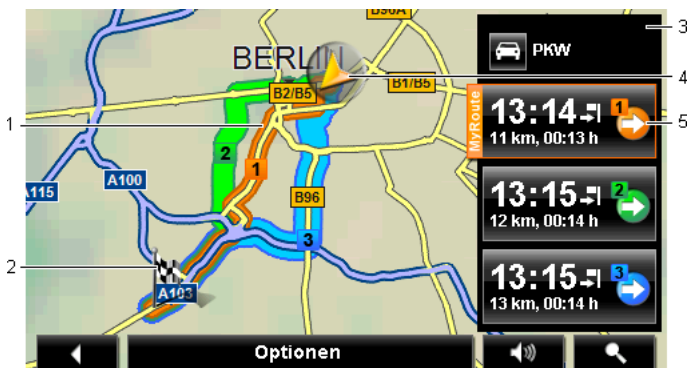 B96A
3
BERLIN
PKW
4
B1/B5
B2/B5
1
MyRoute
13:14
1
5
11 km, 00:13 h
2
1
A100
A115
B96
13:15
2
12 km, 00:14 h
3
2
A103
13:15
3
13 km, 00:14 h
Optionen